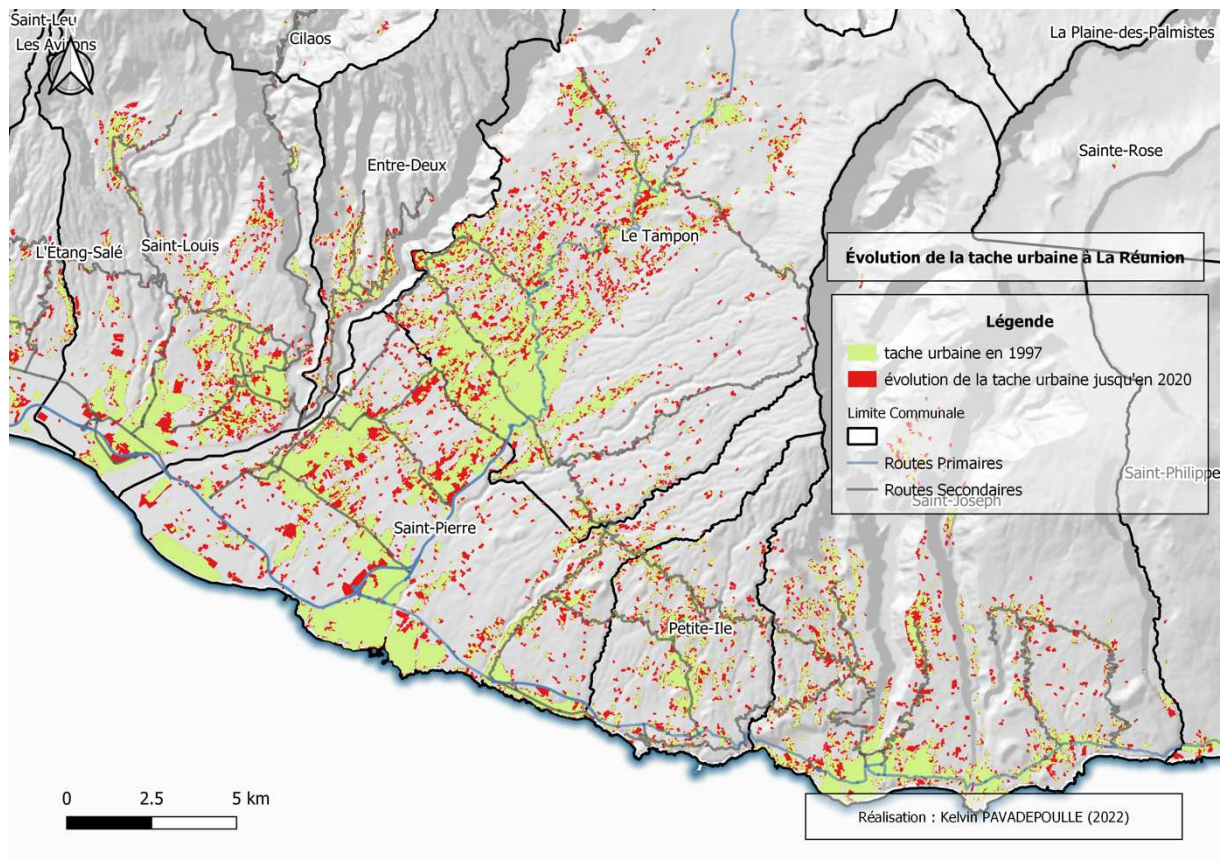 Saint-Leu
Les Avirons
Cilaos
La Plaine-des-Palmistes
Entre-Deux
Sainte-Rose
L'Étang-Salé
Saint-Louis
Le Tampon
Évolution de la tache urbaine à La Réunion
Légende
tache urbaine en 1997
évolution de la tache urbaine jusqu'en 2020
Limite Communale
Routes Primaires
Routes Secondaires
Saint-Philippe
Saint-Joseph
Saint-Pierre
Petite-Ile
0 2.5 5 km
Réalisation : Kelvin PAVADEPOULLE (2022)